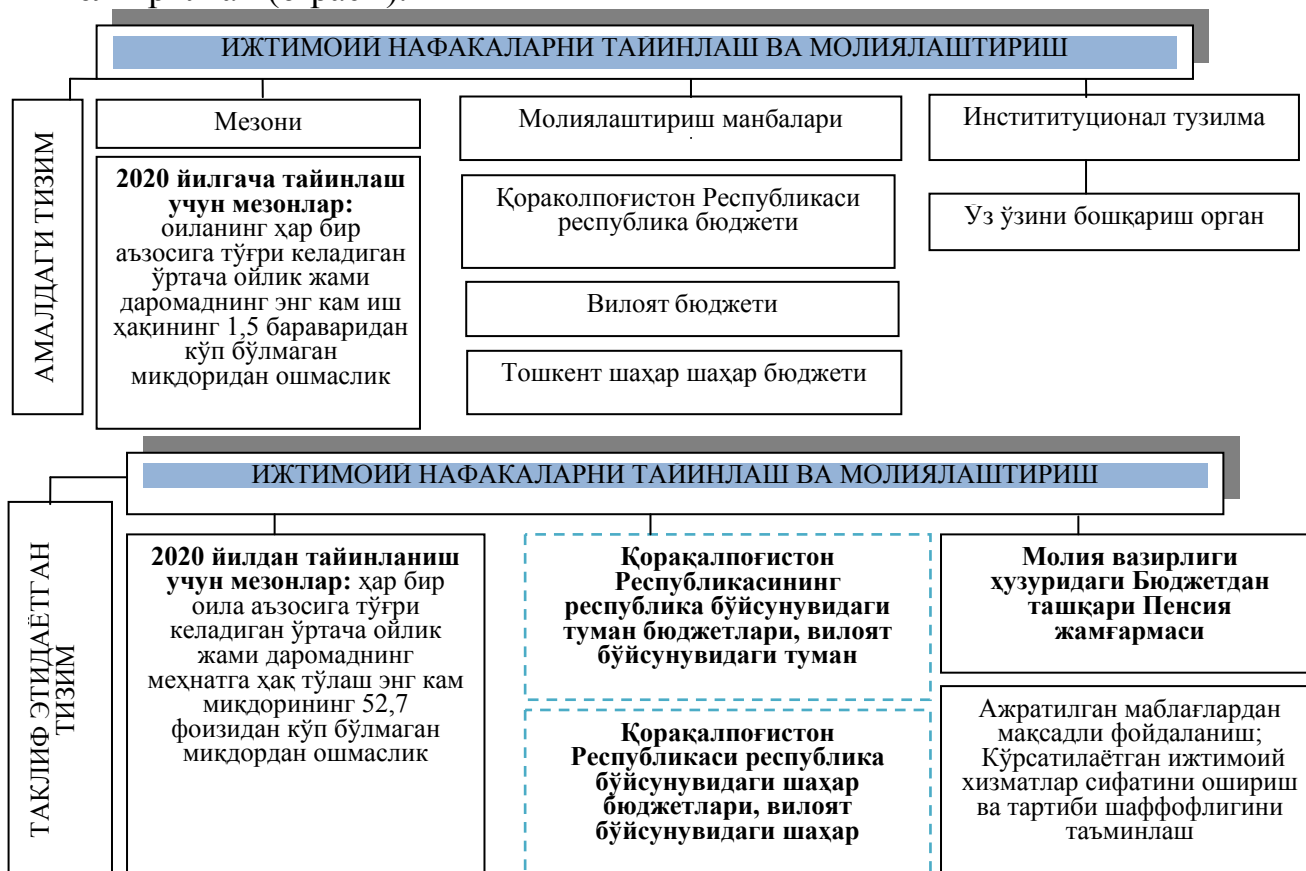 ИЖТИМОИЙ НАФАКАЛАРНИ ТАЙИНЛАШ ВА МОЛИЯЛАШТИРИШ
АМАЛДАГИ ТИЗИМ
Мезони
2020 йилгача тайинлаш
учун мезонлар:
оиланинг ҳар бир
аъзосига тўғри келадиган
ўртача ойлик жами
даромаднинг энг кам иш
ҳақининг 1,5 бараваридан
кўп бўлмаган
миқдоридан ошмаслик
Молиялаштириш манбалари
Қораколпоғистон Республикаси
республика бюджети
Вилоят бюджети
Тошкент шаҳар шаҳар бюджети
Инстититуционал тузилма
Уз ўзини бошқариш орган
ИЖТИМОИЙ НАФАКАЛАРНИ ТАЙИНЛАШ ВА МОЛИЯЛАШТИРИШ
ТАКЛИФ ЭТИДАЁТГАН
ТИЗИМ
2020 йилдан тайинланиш
учун мезонлар: ҳар бир
оила аъзосига тўғри
келадиган ўртача ойлик
жами даромаднинг
меҳнатга ҳақ тўлаш энг кам
миқдорининг 52,7
фоизидан кўп бўлмаган
миқдордан ошмаслик
Қорақалпоғистон
Республикасининг
республика бўйсунувидаги
туман бюджетлари, вилоят
бўйсунувидаги туман
Қорақалпоғистон
Республикаси республика
бўйсунувидаги шаҳар
бюджетлари, вилоят
бўйсунувидаги шаҳар
Молия вазирлиги
ҳузуридаги Бюджетдан
ташқари Пенсия
жамғармаси
Ажратилган маблағлардан
мақсадли фойдаланиш;
Кўрсатилаётган ижтимоий
хизматлар сифатини ошириш
ва тартиби шаффофлигини
таъминлаш